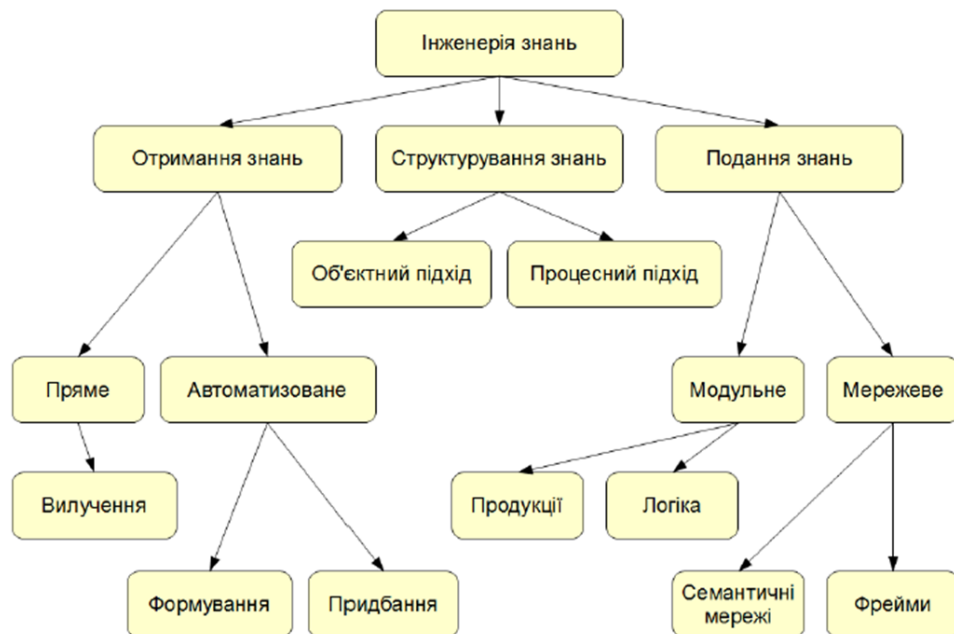 Інженерія знань
Отримання знань
Структурування знань
Подання знань
Об'єктний підхід
Процесний підхід
Пряме
Автоматизоване
Модульне
Мережеве
Вилучення
Продукції
Логіка
Формування
Придбання
Семантичні
мережі
Фрейми